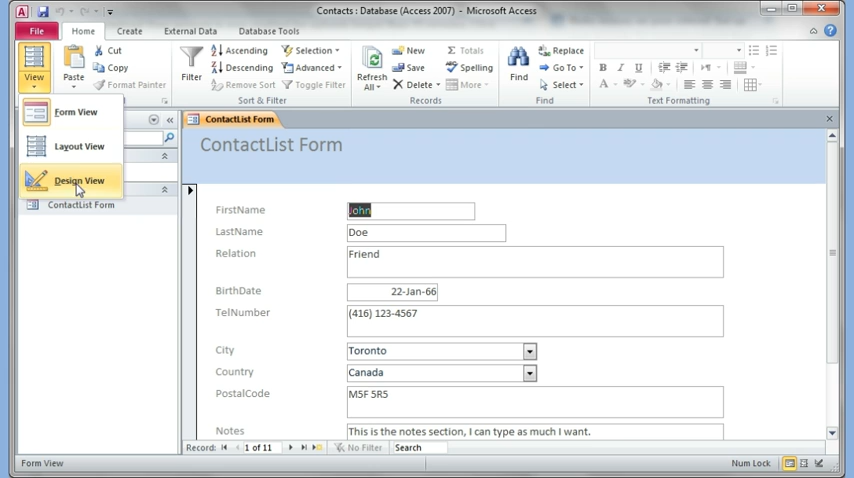 Contacts : Database (Access 2007) - Microsoft Access
File Home Create External Data Database Tools
View
Paste
Cut
Copy
Format Painter
Filter
Ascending
Descending
Remove Sort
Selection
Advanced
Toggle Filter
Sort & Filter
Refresh
All
New
Save
Delete
Totals
Spelling
More
Records
Find
Replace
Go To
Select
Find
B I U
A
Text Formatting
Form View
Layout View
Design View
ContactList Form
ContactList Form
ContactList Form
FirstName John
LastName Doe
Relation Friend
BirthDate 22-Jan-66
TelNumber (416) 123-4567
City Toronto
Country Canada
PostalCode M5F 5R5
Notes This is the notes section, I can type as much I want.
Record: 1 of 11 No Filter Search
Form View Num Lock